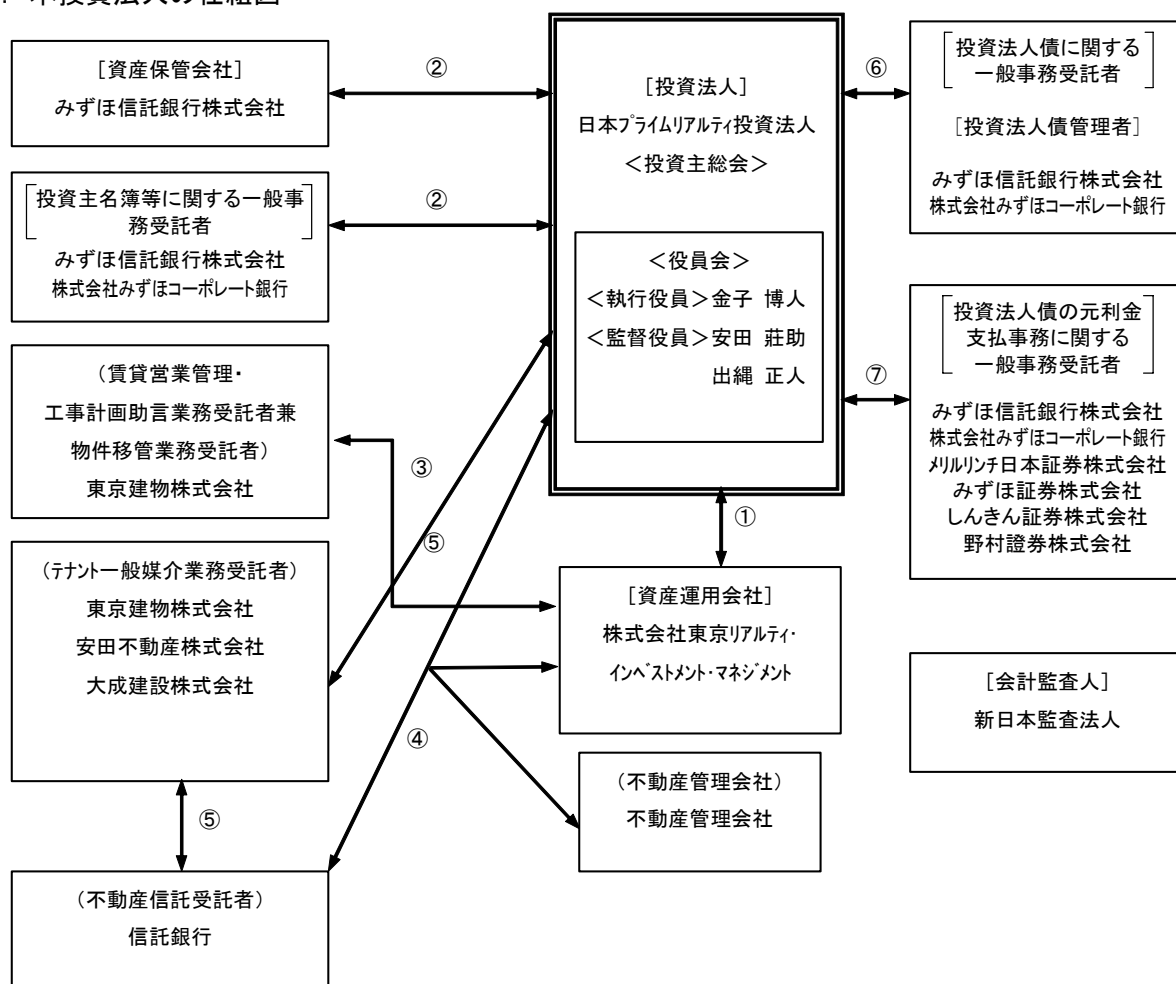 本投資法人の仕組図
[資産保管会社]
みずほ信託銀行株式会社
②
投資主名簿等に関する一般事
務受託者
みずほ信託銀行株式会社
株式会社みずほコーポレート銀行
②
(賃貸営業管理・
工事計画助言業務受託者兼
物件移管業務受託者)
東京建物株式会社
③
(ﾃﾅﾝﾄ一般媒介業務受託者)
東京建物株式会社
安田不動産株式会社
大成建設株式会社
⑤
④
⑤
(不動産信託受託者)
信託銀行
[投資法人]
日本ﾌﾟﾗｲﾑﾘｱﾙﾃｨ投資法人
<投資主総会>
<役員会>
<執行役員>金子 博人
<監督役員>安田 莊助
出縄 正人
①
[資産運用会社]
株式会社東京ﾘｱﾙﾃｨ･
ｲﾝﾍﾞｽﾄﾒﾝﾄ･ﾏﾈｼﾞﾒﾝﾄ
(不動産管理会社)
不動産管理会社
⑥
投資法人債に関する
一般事務受託者
[投資法人債管理者]
みずほ信託銀行株式会社
株式会社みずほコーポレート銀行
⑦
投資法人債の元利金
支払事務に関する
一般事務受託者
みずほ信託銀行株式会社
株式会社みずほコーポレート銀行
ﾒﾘﾙﾘﾝﾁ日本証券株式会社
みずほ証券株式会社
しんきん証券株式会社
野村證券株式会社
[会計監査人]
新日本監査法人